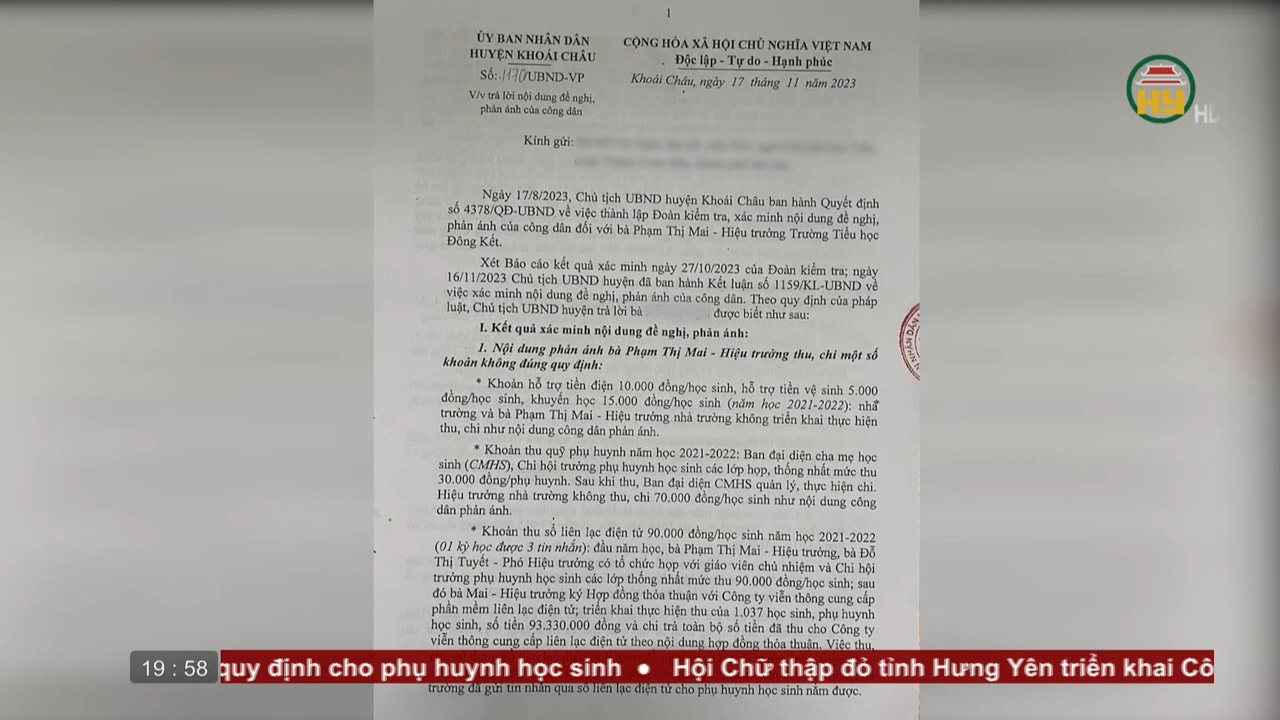 1
ỦY BAN NHÂN DÂN
HUYỆN KHOÁI CHÂU
Số: 1170/UBND-VP
V/v trả lời nội dung đề nghị,
phản ánh của công dân
CỘNG HÒA XÃ HỘI CHỦ NGHĨA VIỆT NAM
Độc lập - Tự do - Hạnh phúc
Khoái Châu, ngày 17 tháng 11 năm 2023
HY
Kính gửi:
Ngày 17/8/2023, Chủ tịch UBND huyện Khoái Châu ban hành Quyết định
số 4378/QĐ-UBND về việc thành lập Đoàn kiểm tra, xác minh nội dung đề nghị,
phản ánh của công dân đối với bà Phạm Thị Mai - Hiệu trưởng Trường Tiểu học
Đông Kết.
Xét Báo cáo kết quả xác minh ngày 27/10/2023 của Đoàn kiểm tra; ngày
16/11/2023 Chủ tịch UBND huyện đã ban hành Kết luận số 1159/KL-UBND về
việc xác minh nội dung đề nghị, phản ánh của công dân. Theo quy định của pháp
luật, Chủ tịch UBND huyện trả lời bà được biết như sau:
I. Kết quả xác minh nội dung đề nghị, phản ánh:
1. Nội dung phản ánh bà Phạm Thị Mai - Hiệu trưởng thu, chi một số
khoản không đúng quy định:
* Khoản hỗ trợ tiền điện 10.000 đồng/học sinh, hỗ trợ tiền vệ sinh 5.000
đồng/học sinh, khuyến học 15.000 đồng/học sinh (năm học 2021-2022): nhà
trường và bà Phạm Thị Mai - Hiệu trưởng nhà trường không triển khai thực hiện
thu, chi như nội dung công dân phản ánh.
* Khoản thu quỹ phụ huynh năm học 2021-2022: Ban đại diện cha mẹ học
sinh (CMHS), Chi hội trưởng phụ huynh học sinh các lớp họp, thống nhất mức thu
30.000 đồng/phụ huynh. Sau khi thu, Ban đại diện CMHS quản lý, thực hiện chi.
Hiệu trưởng nhà trường không thu, chi 70.000 đồng/học sinh như nội dung công
dân phản ánh.
* Khoản thu sổ liên lạc điện tử 90.000 đồng/học sinh năm học 2021-2022
(01 kỳ học được 3 tin nhắn): đầu năm học, bà Phạm Thị Mai - Hiệu trưởng, bà Đỗ
Thị Tuyết - Phó Hiệu trưởng có tổ chức họp với giáo viên chủ nhiệm và Chi hội
trưởng phụ huynh học sinh các lớp thống nhất mức thu 90.000 đồng/học sinh; sau
đó bà Mai - Hiệu trưởng ký Hợp đồng thỏa thuận với Công ty viễn thông cung cấp
phần mềm liên lạc điện tử; triển khai thực hiện thu của 1.037 học sinh, phụ huynh
học sinh, số tiền 93.330.000 đồng và chi trả toàn bộ số tiền đã thu cho Công ty
viễn thông cung cấp liên lạc điện tử theo nội dung hợp đồng thỏa thuận. Việc thu,
19 : 58 quy định cho phụ huynh học sinh ● Hội Chữ thập đỏ tỉnh Hưng Yên triển khai Cô
trường đã gửi tin nhắn qua sổ liên lạc điện tử cho phụ huynh học sinh nắm được.